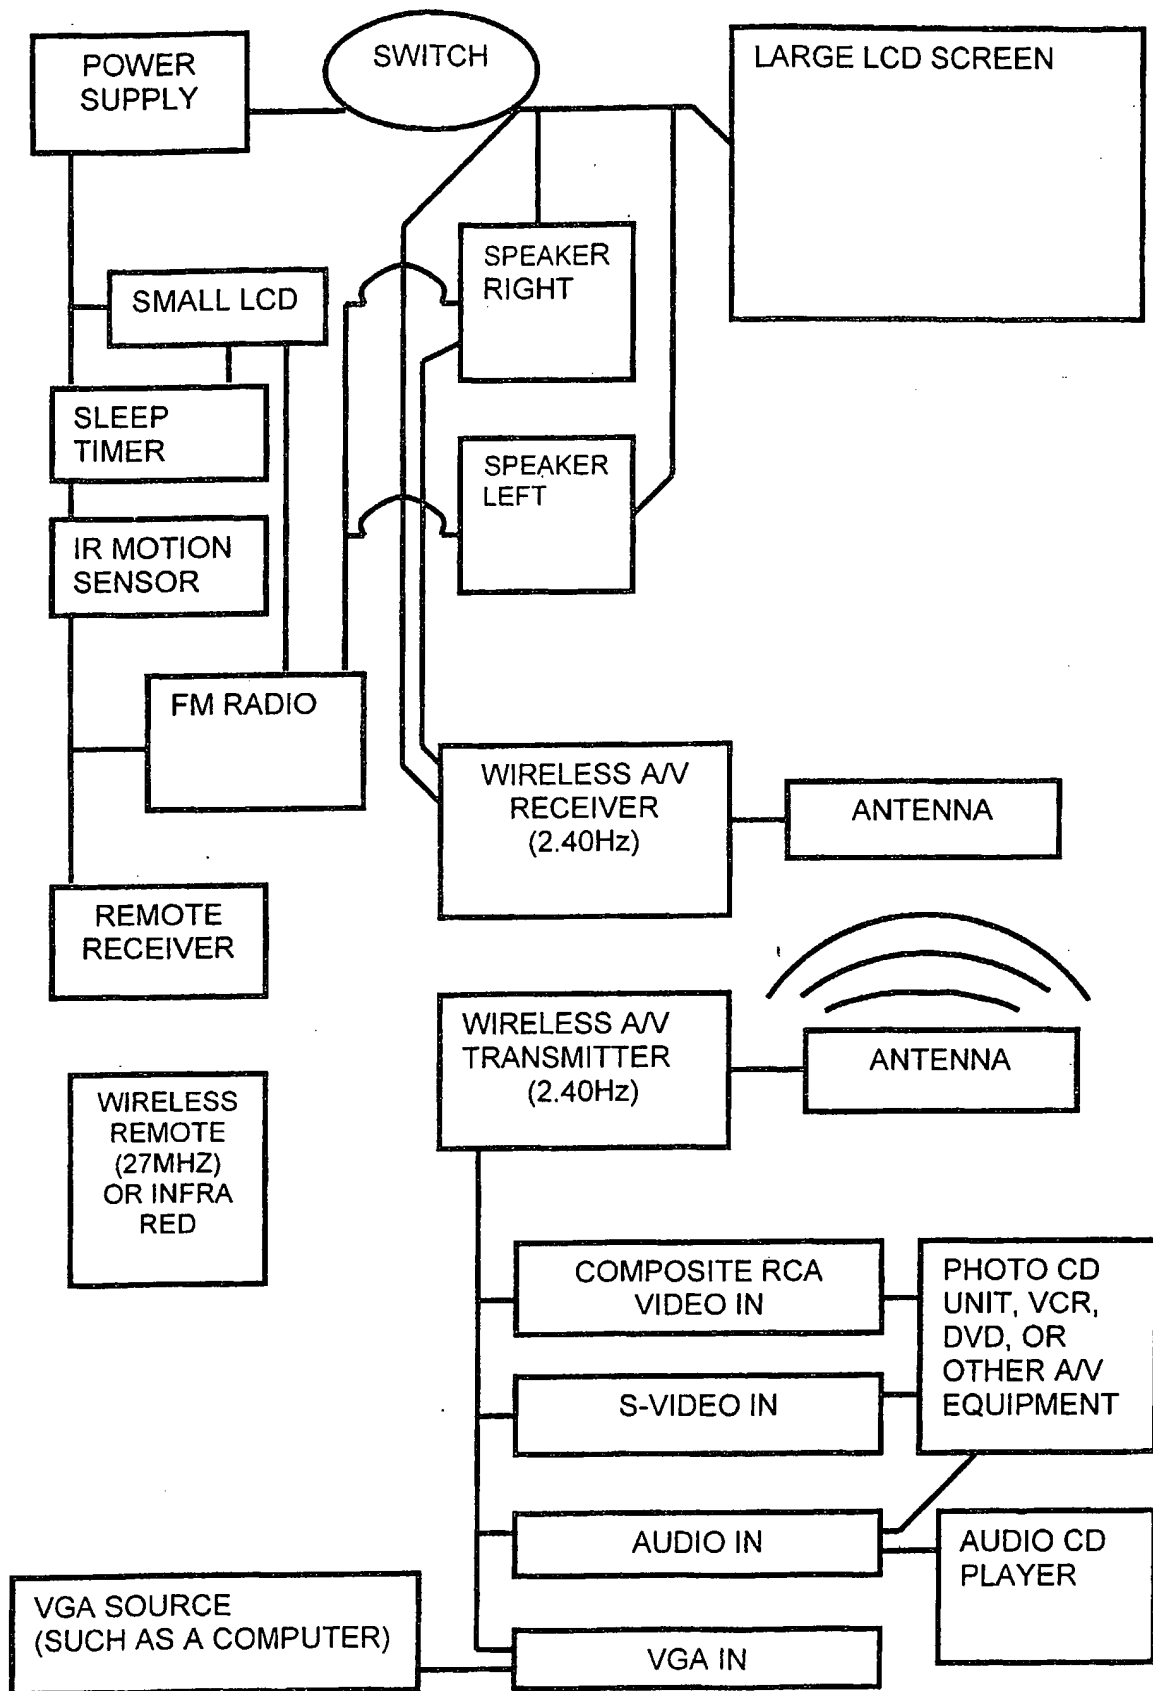 POWER
SUPPLY
SWITCH
LARGE LCD SCREEN
SMALL LCD
SPEAKER
RIGHT
SLEEP
TIMER
SPEAKER
LEFT
IR MOTION
SENSOR
FM RADIO
WIRELESS A/V
RECEIVER
(2.40Hz)
ANTENNA
REMOTE
RECEIVER
WIRELESS A/V
TRANSMITTER
(2.40Hz)
ANTENNA
WIRELESS
REMOTE
(27MHZ)
OR INFRA
RED
COMPOSITE RCA
VIDEO IN
PHOTO CD
UNIT, VCR,
DVD, OR
OTHER A/V
EQUIPMENT
S-VIDEO IN
AUDIO IN
AUDIO CD
PLAYER
VGA SOURCE
(SUCH AS A COMPUTER)
VGA IN